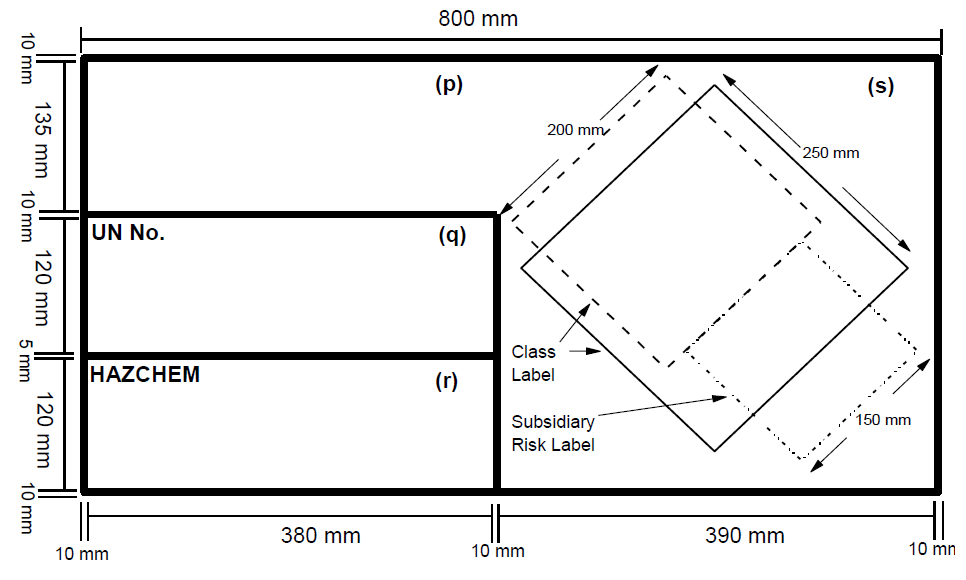 800 mm
10 mm
(p)
(s)
135 mm
200 mm
250 mm
10 mm
UN No.
(q)
120 mm
5 mm
Class
Label
HAZCHEM
(r)
120 mm
Subsidiary
Risk Label
150 mm
10 mm
380 mm
390 mm
10 mm
10 mm
10 mm